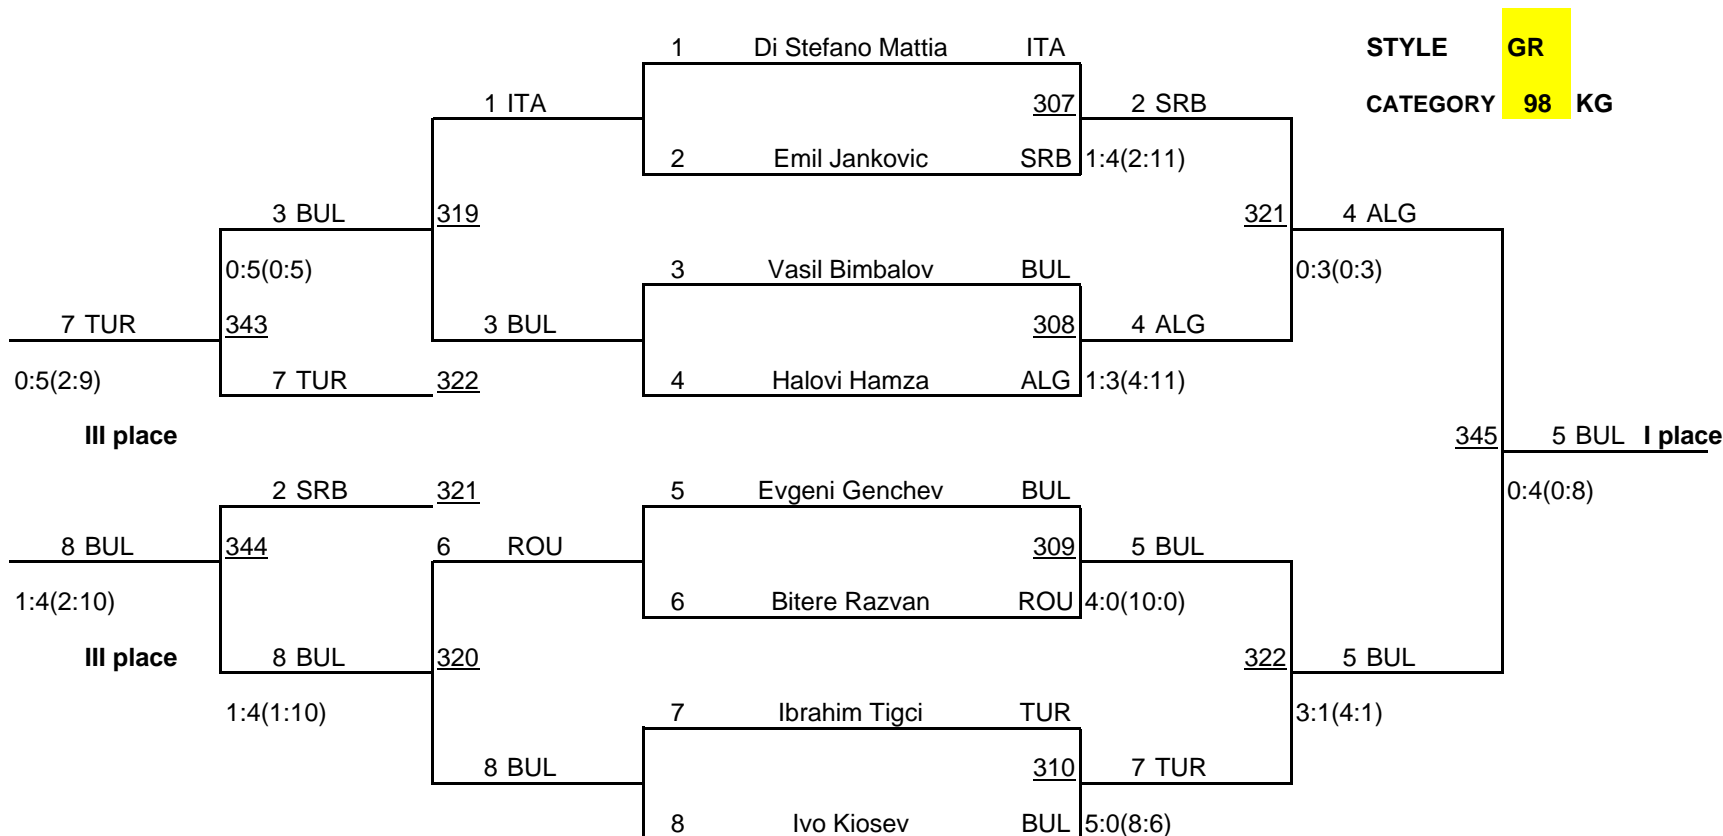 1 Di Stefano Mattia ITA STYLE GR
1 ITA 307 2 SRB CATEGORY 98 KG
2 Emil Jankovic SRB 1:4(2:11)
3 BUL 319 321 4 ALG
0:5(0:5) 3 Vasil Bimbalov BUL 0:3(0:3)
7 TUR 343 3 BUL 308 4 ALG
0:5(2:9) 7 TUR 322 4 Halovi Hamza ALG 1:3(4:11)
III place 345 5 BUL I place
2 SRB 321 5 Evgeni Genchev BUL 0:4(0:8)
8 BUL 344 6 ROU 309 5 BUL
1:4(2:10) 6 Bitere Razvan ROU 4:0(10:0)
III place 8 BUL 320 322 5 BUL
1:4(1:10) 7 Ibrahim Tigci TUR 3:1(4:1)
8 BUL 310 7 TUR
8 Ivo Kiosev BUL 5:0(8:6)